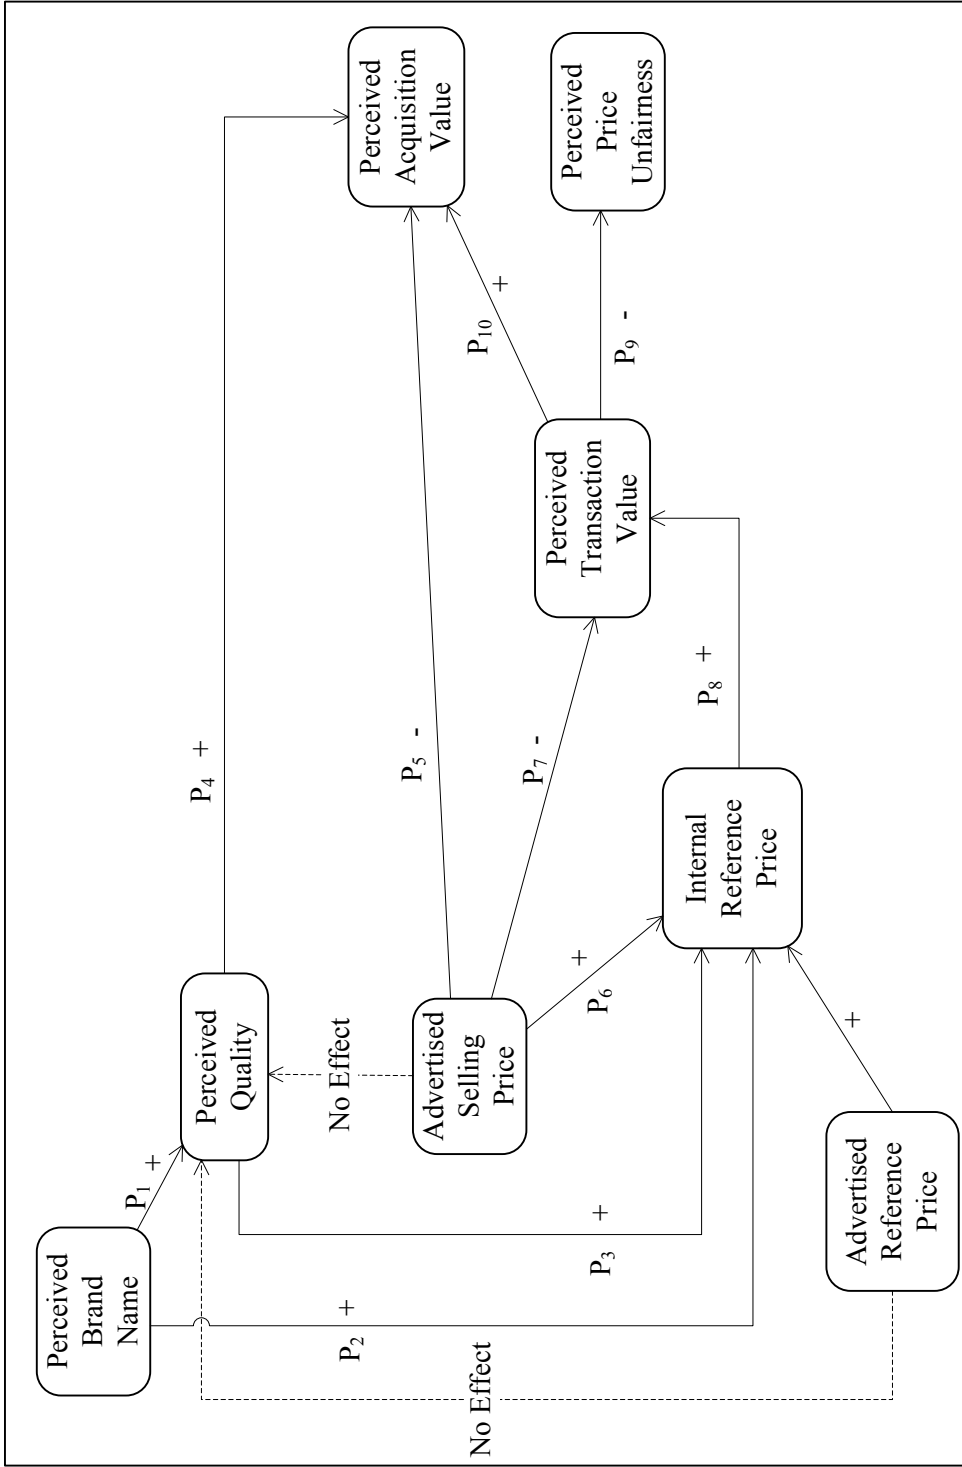 Perceived
Brand
Name
P1 +
Perceived
Quality
P4 +
Perceived
Acquisition
Value
P2 +
No Effect
P3 +
No Effect
Advertised
Selling
Price
P5 -
P10 +
P7 -
P6 +
Perceived
Transaction
Value
P9 -
Perceived
Price
Unfairness
Internal
Reference
Price
P8 +
Advertised
Reference
Price
+